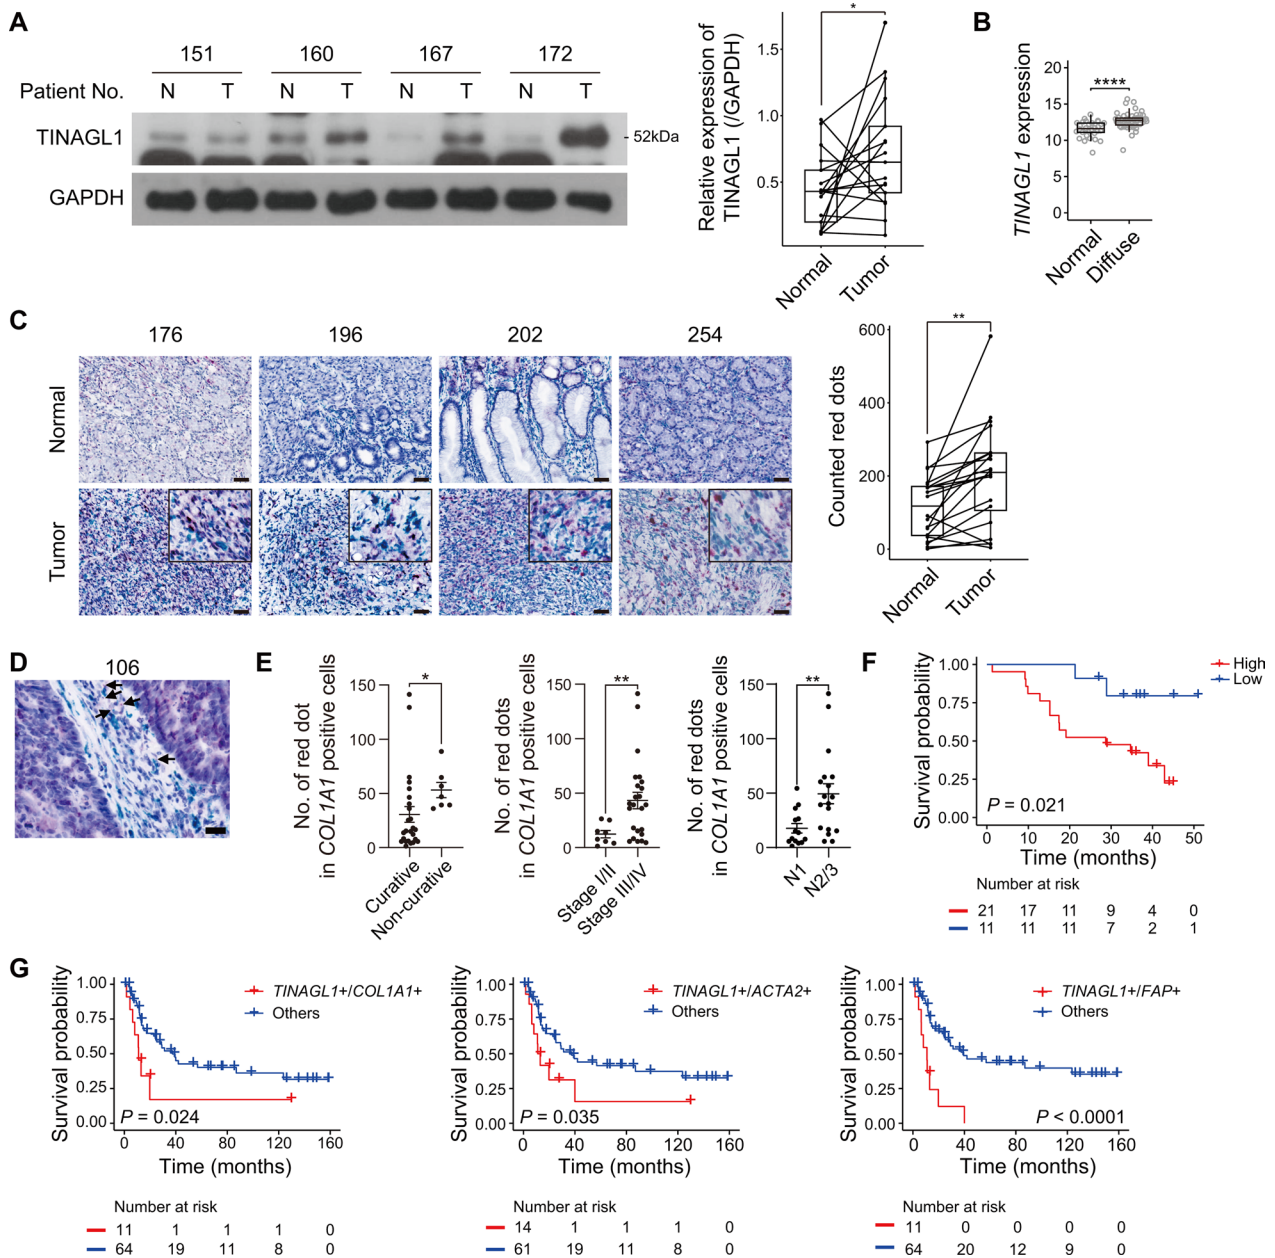 A
151 160 167 172
Patient No. N T N T N T N T
TINAGL1
52kDa
GAPDH
Relative expression of
TINAGL1 (/GAPDH)
*
1.5
1.0
0.5
Normal
Tumor
B
TINAGL1 expression
****
20
15
10
5
0
Normal
Diffuse
C
176 196 202 254
Normal
Tumor
Counted red dots
**
600
400
200
0
Normal
Tumor
D
106
E
No. of red dot
in COL1A1 positive cells
*
150
100
50
0
Curative
Non-curative
No. of red dots
in COL1A1 positive cells
**
150
100
50
0
Stage I/II
Stage III/IV
No. of red dots
in COL1A1 positive cells
**
150
100
50
0
N1
N2/3
F
Survival probability
1.00
0.75
0.50
0.25
0.00
High
Low
P = 0.021
0 10 20 30 40 50
Time (months)
Number at risk
21 17 11 9 4 0
11 11 11 7 2 1
G
Survival probability
1.00
0.75
0.50
0.25
0.00
TINAGL1+/COL1A1+
Others
P = 0.024
0 40 80 120 160
Time (months)
Number at risk
11 1 1 1 0
64 19 11 8 0
Survival probability
1.00
0.75
0.50
0.25
0.00
TINAGL1+/ACTA2+
Others
P = 0.035
0 40 80 120 160
Time (months)
Number at risk
14 1 1 1 0
61 19 11 8 0
Survival probability
1.00
0.75
0.50
0.25
0.00
TINAGL1+/FAP+
Others
P < 0.0001
0 40 80 120 160
Time (months)
Number at risk
11 0 0 0 0
64 20 12 9 0